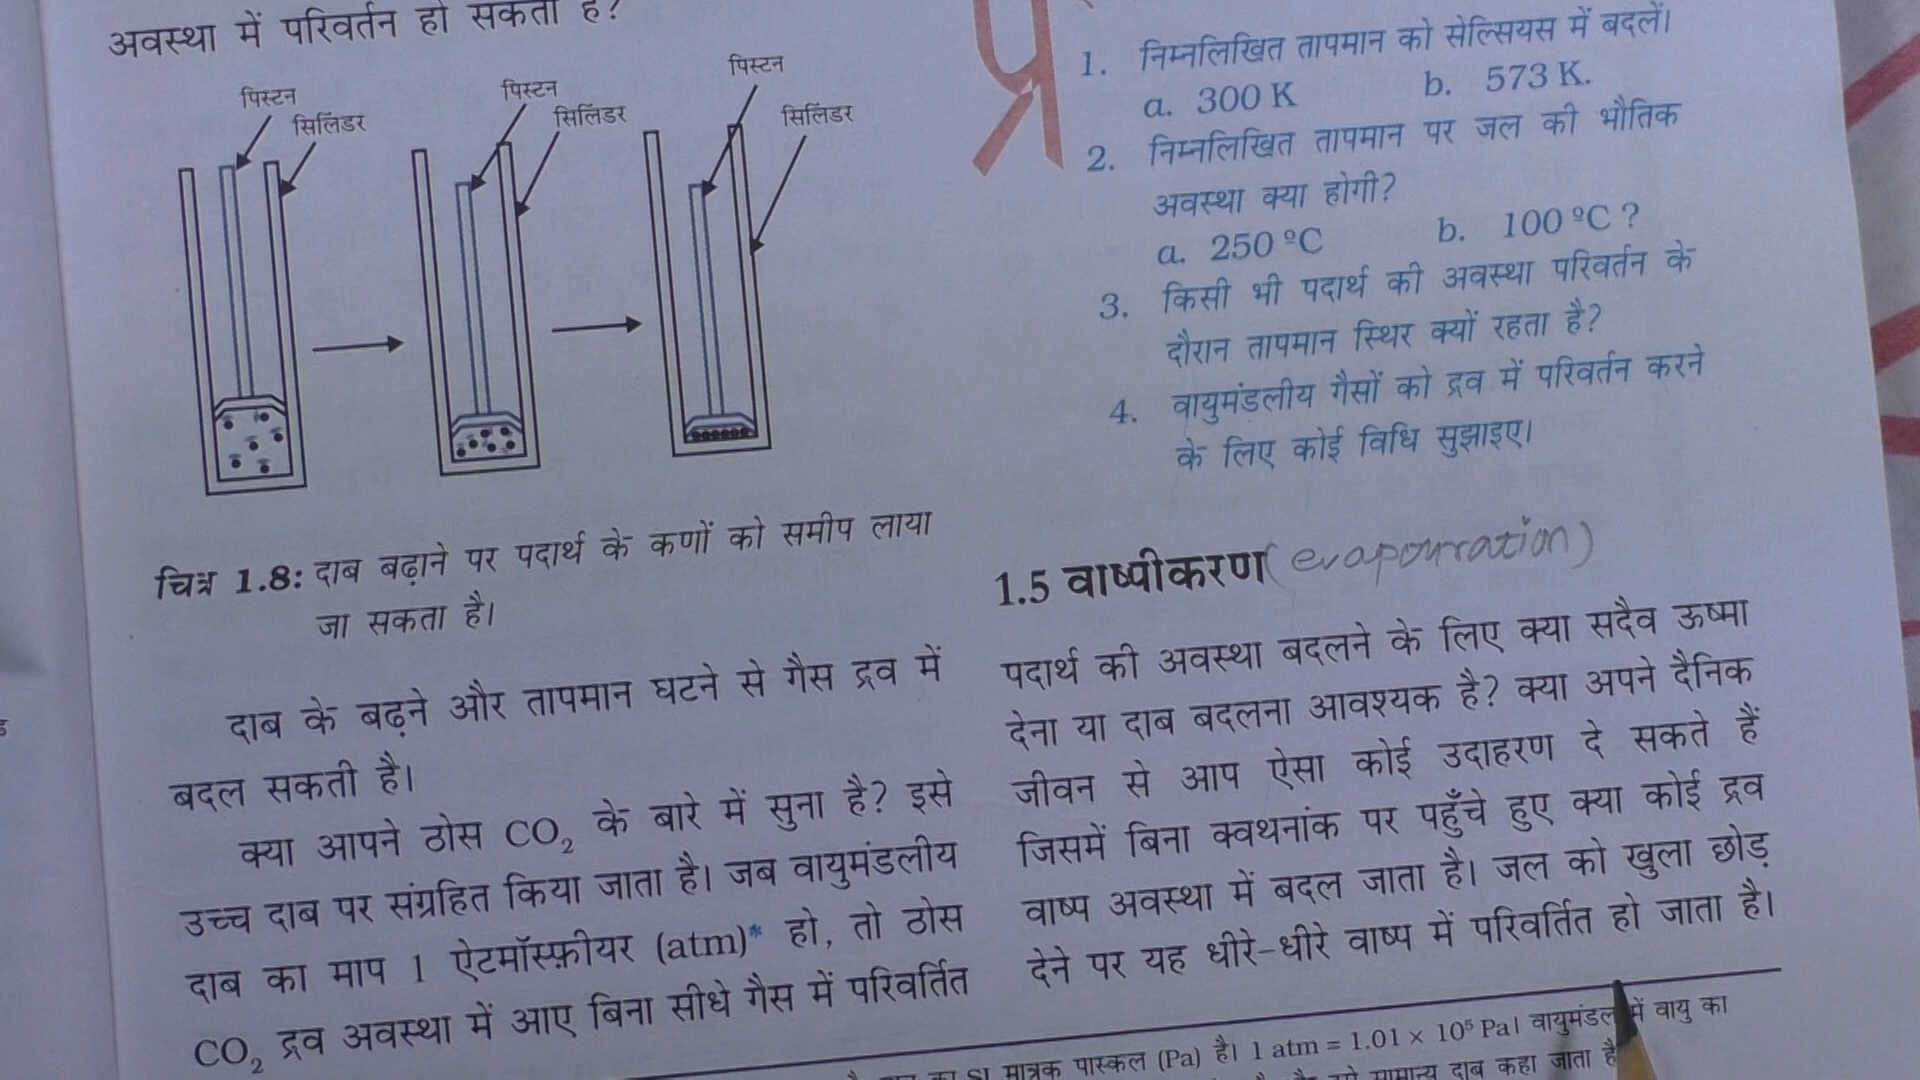 अवस्था में परिवर्तन हो सकता है?
पिस्टन
सिलिंडर
पिस्टन
सिलिंडर
पिस्टन
सिलिंडर
चित्र 1.8: दाब बढ़ाने पर पदार्थ के कणों को समीप लाया
जा सकता है।
दाब के बढ़ने और तापमान घटने से गैस द्रव में
बदल सकती है।
क्या आपने ठोस CO₂ के बारे में सुना है? इसे
उच्च दाब पर संग्रहित किया जाता है। जब वायुमंडलीय
दाब का माप 1 ऐटमॉस्फ़ीयर (atm)* हो, तो ठोस
CO₂ द्रव अवस्था में आए बिना सीधे गैस में परिवर्तित
प्र
1. निम्नलिखित तापमान को सेल्सियस में बदलें।
a. 300 K b. 573 K.
2. निम्नलिखित तापमान पर जल की भौतिक
अवस्था क्या होगी?
a. 250 ºC b. 100 ºC ?
3. किसी भी पदार्थ की अवस्था परिवर्तन के
दौरान तापमान स्थिर क्यों रहता है?
4. वायुमंडलीय गैसों को द्रव में परिवर्तन करने
के लिए कोई विधि सुझाइए।
1.5 वाष्पीकरण (evapourration)
पदार्थ की अवस्था बदलने के लिए क्या सदैव ऊष्मा
देना या दाब बदलना आवश्यक है? क्या अपने दैनिक
जीवन से आप ऐसा कोई उदाहरण दे सकते हैं
जिसमें बिना क्वथनांक पर पहुँचे हुए क्या कोई द्रव
वाष्प अवस्था में बदल जाता है। जल को खुला छोड़
देने पर यह धीरे-धीरे वाष्प में परिवर्तित हो जाता है।
मात्रक पास्कल (Pa) है। 1 atm = 1.01 × 10⁵ Pa। वायुमंडल में वायु का
सामान्य दाब कहा जाता है